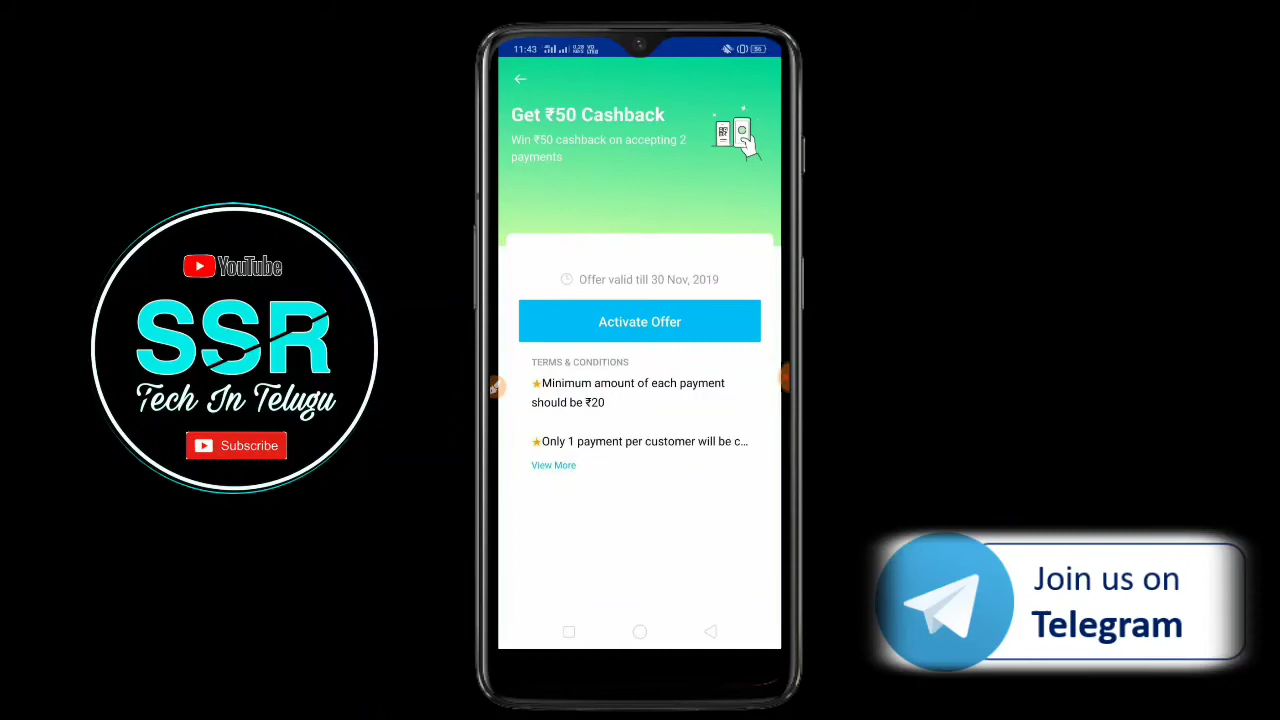 YouTube
SSR
Tech In Telugu
Subscribe
11:43
Get ₹50 Cashback
Win ₹50 cashback on accepting 2
payments
Offer valid till 30 Nov, 2019
Activate Offer
TERMS & CONDITIONS
★Minimum amount of each payment
should be ₹20
★Only 1 payment per customer will be c...
View More
Join us on
Telegram